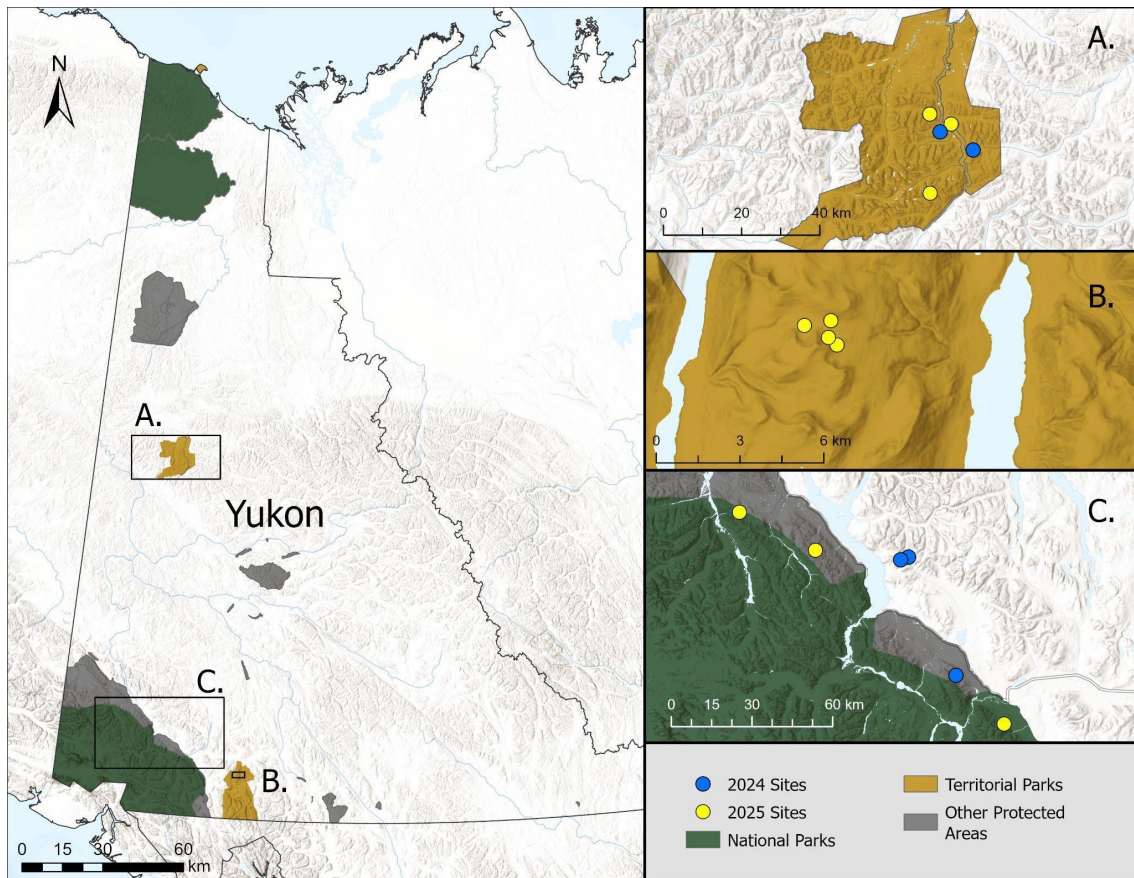 N
A.
Yukon
C.
B.
0 15 30 60
km
A.
0 20 40 km
B.
0 3 6 km
C.
0 15 30 60 km
2024 Sites
2025 Sites
National Parks
Territorial Parks
Other Protected
Areas